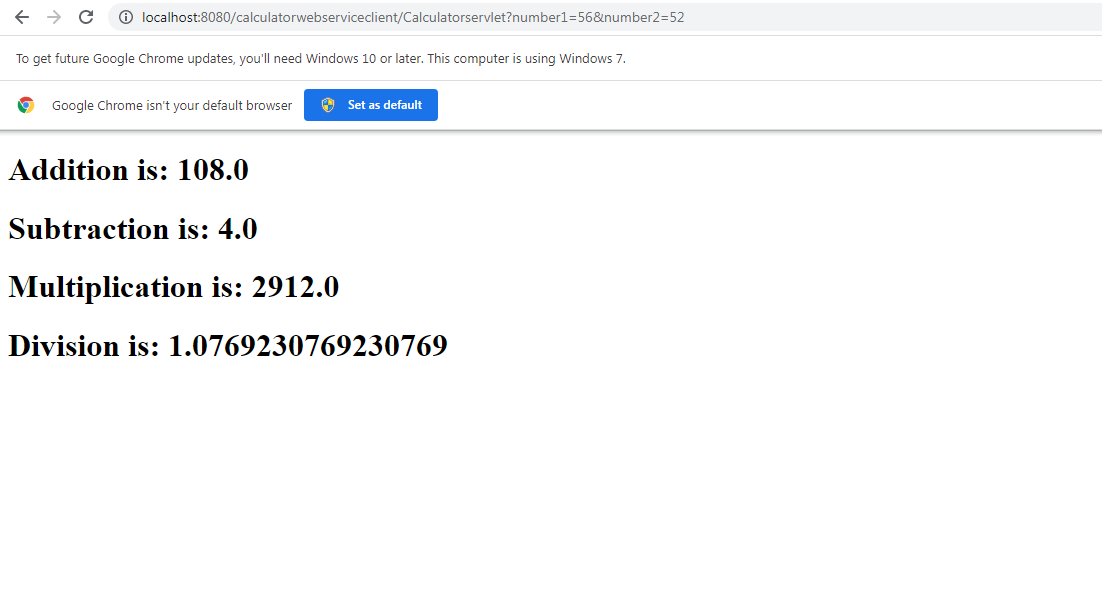 localhost:8080/calculatorwebserviceclient/Calculatorservlet?number1=56&number2=52
To get future Google Chrome updates, you'll need Windows 10 or later. This computer is using Windows 7.
Google Chrome isn't your default browser Set as default
Addition is: 108.0
Subtraction is: 4.0
Multiplication is: 2912.0
Division is: 1.0769230769230769